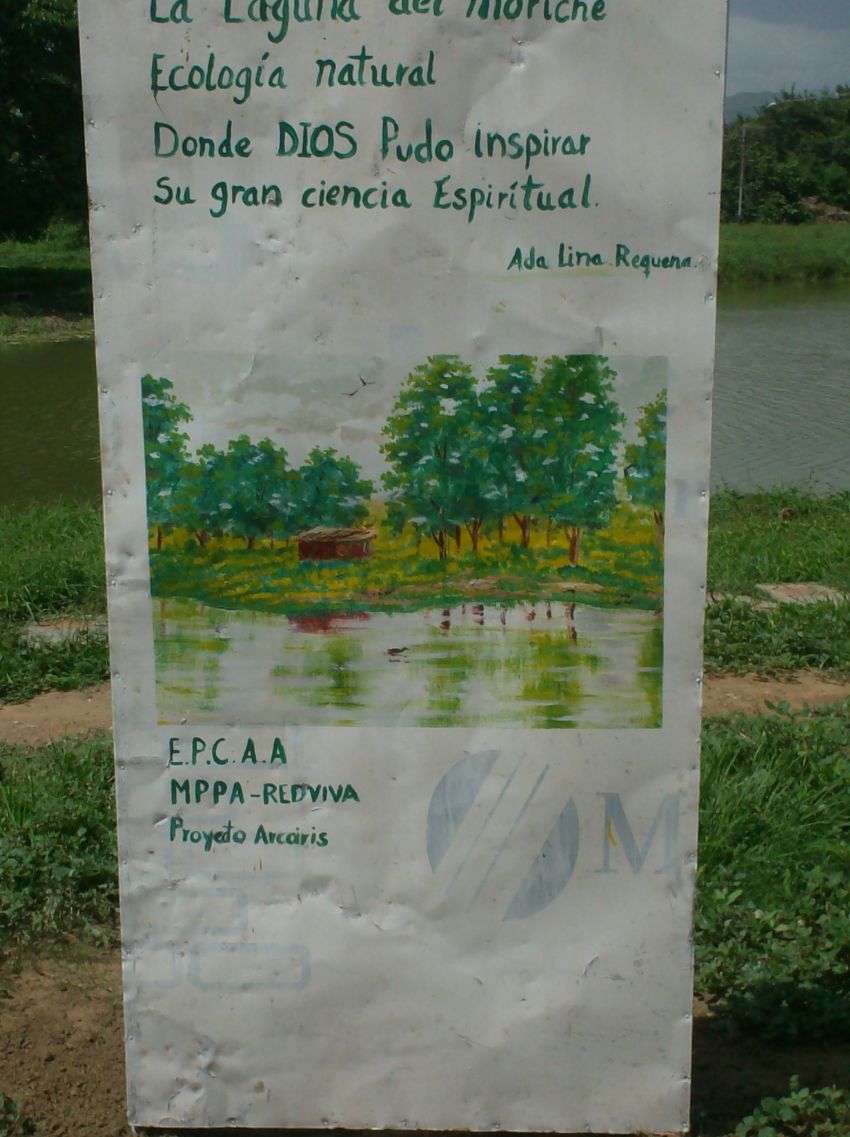 La Laguna del Moriche
Ecología natural
Donde DIOS Pudo inspirar
Su gran ciencia Espiritual.
Ada Lina Requena.
E.P.C.A.A
MPPA-REDVIVA
Proyecto Arcoiris
M